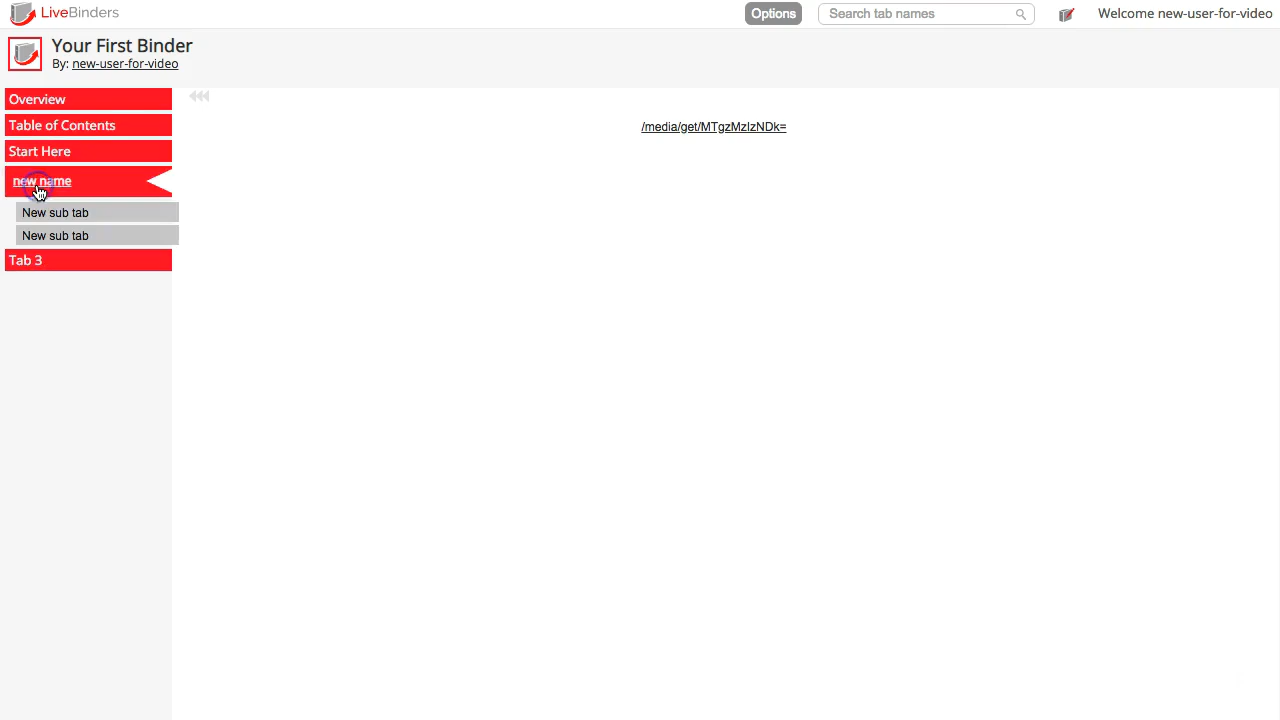 LiveBinders
Options
Search tab names
Welcome new-user-for-video
Your First Binder
By: new-user-for-video
Overview
Table of Contents
Start Here
new name
New sub tab
New sub tab
Tab 3
/media/get/MTgzMzIzNDk=